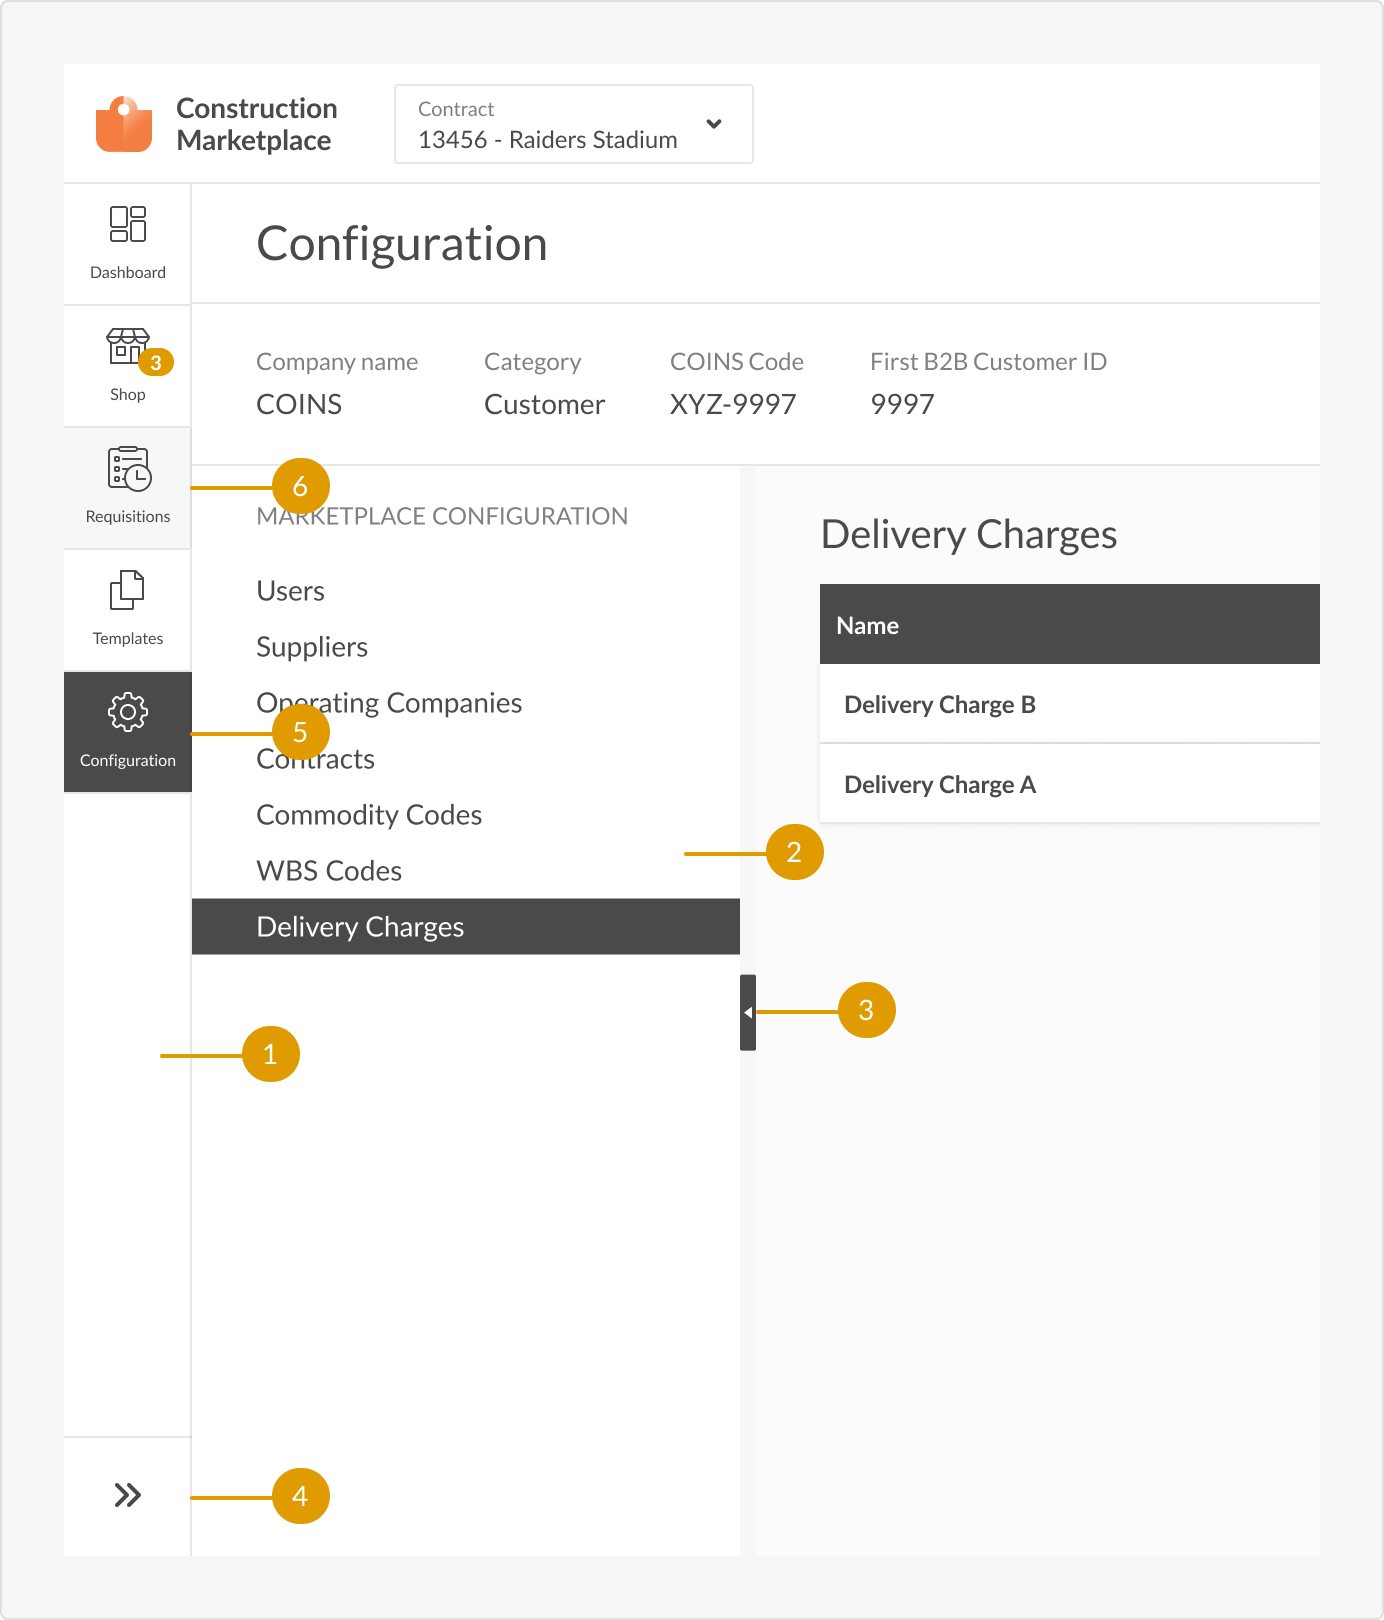 Construction
Marketplace
Contract
13456 - Raiders Stadium
Dashboard
3
Shop
Requisitions
Templates
Configuration
Configuration
Company name
COINS
Category
Customer
COINS Code
XYZ-9997
First B2B Customer ID
9997
6
MARKETPLACE CONFIGURATION
Users
Suppliers
Operating Companies
5
Contracts
Commodity Codes
2
WBS Codes
Delivery Charges
3
1
4
Delivery Charges
Name
Delivery Charge B
Delivery Charge A